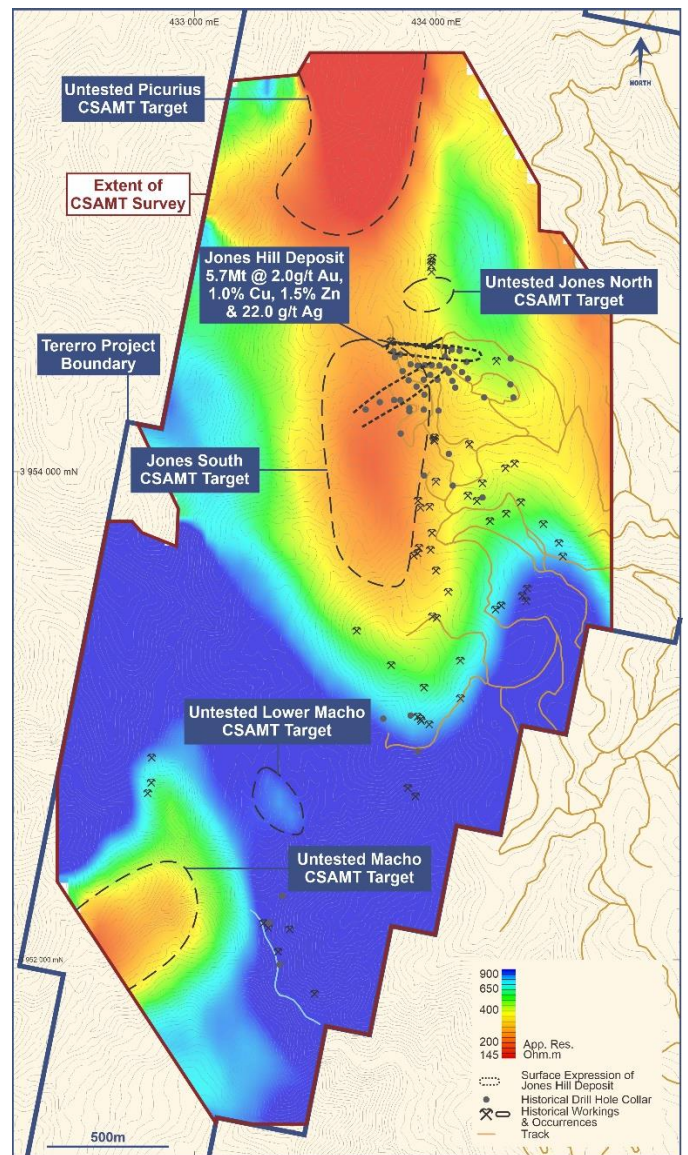 433 000 mE
434 000 mE
NORTH
Untested Picurius
CSAMT Target
Extent of
CSAMT Survey
Jones Hill Deposit
5.7Mt @ 2.0g/t Au,
1.0% Cu, 1.5% Zn
& 22.0 g/t Ag
Untested Jones North
CSAMT Target
Tererro Project
Boundary
3 954 000 mN
Jones South
CSAMT Target
Untested Lower Macho
CSAMT Target
Untested Macho
CSAMT Target
952 000 mN
900
650
400
200
145
App. Res.
Ohm.m
Surface Expression of
Jones Hill Deposit
Historical Drill Hole Collar
Historical Workings
& Occurrences
Track
500m